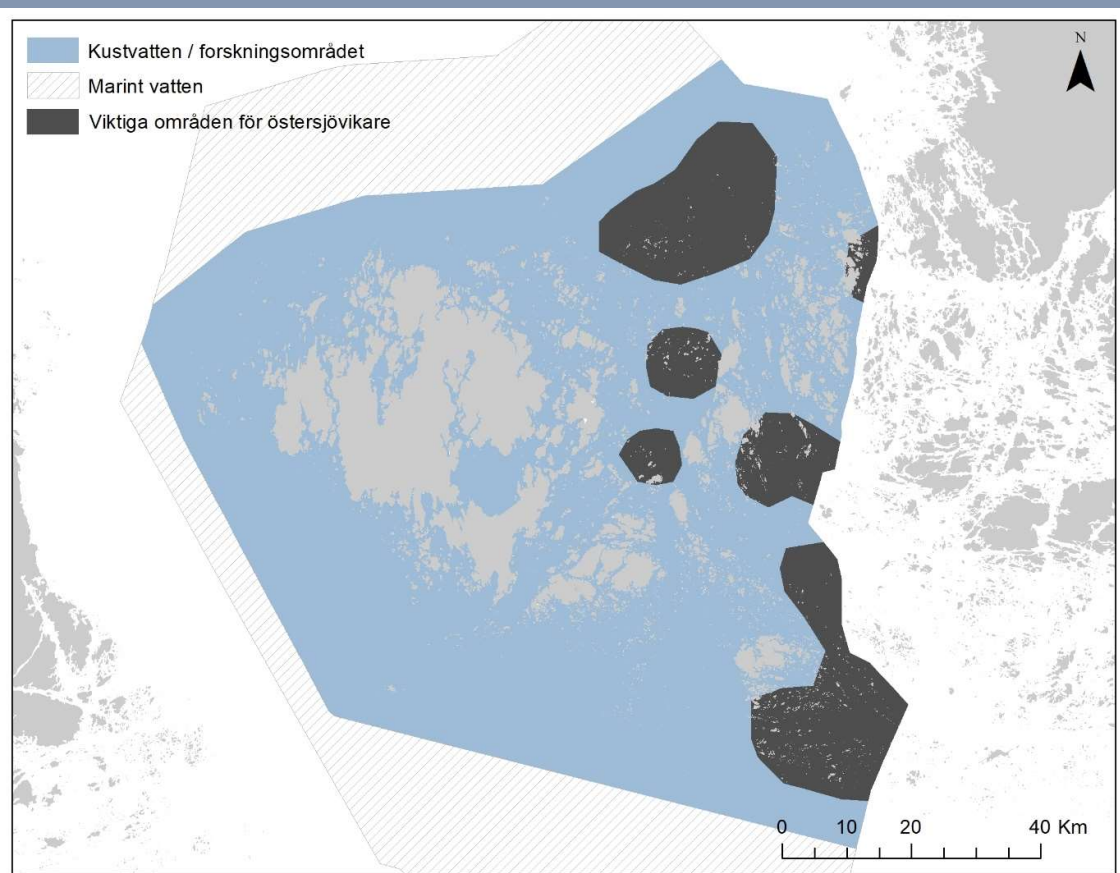 Kustvatten / forskningsområdet
Marint vatten
Viktiga områden för östersjövikare
N
0 10 20 40 Km